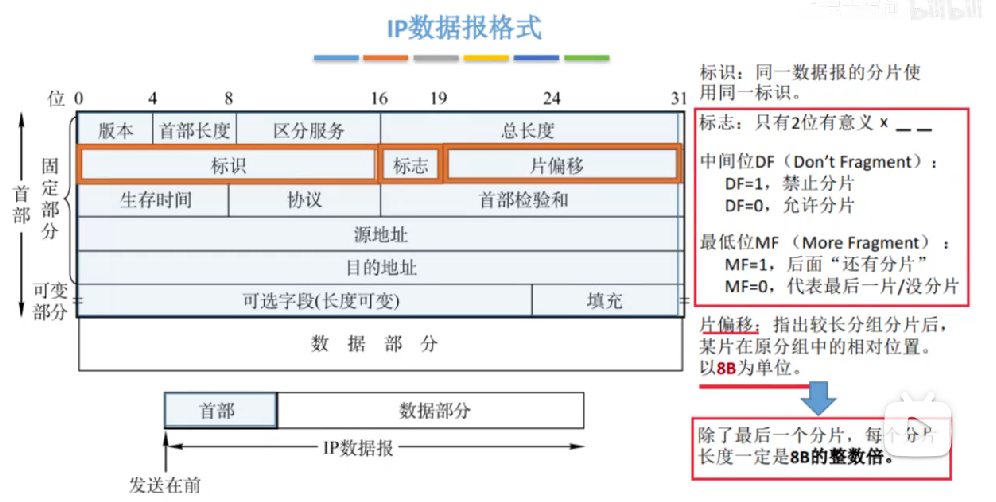 IP数据报格式
位 0 4 8 16 19 24 31
版本 首部长度 区分服务 总长度
标识 标志 片偏移
生存时间 协议 首部检验和
源地址
目的地址
可选字段(长度可变) 填充
数据部分
首部
固定部分
可变部分
首部 数据部分
IP数据报
发送在前
标识：同一数据报的分片使
用同一标识。
标志：只有2位有意义 × _ _
中间位DF（Don't Fragment）：
DF=1，禁止分片
DF=0，允许分片
最低位MF （More Fragment）：
MF=1，后面“还有分片”
MF=0，代表最后一片/没分片
片偏移：指出较长分组分片后，
某片在原分组中的相对位置。
以8B为单位。
除了最后一个分片，每个分片
长度一定是8B的整数倍。
bilibili